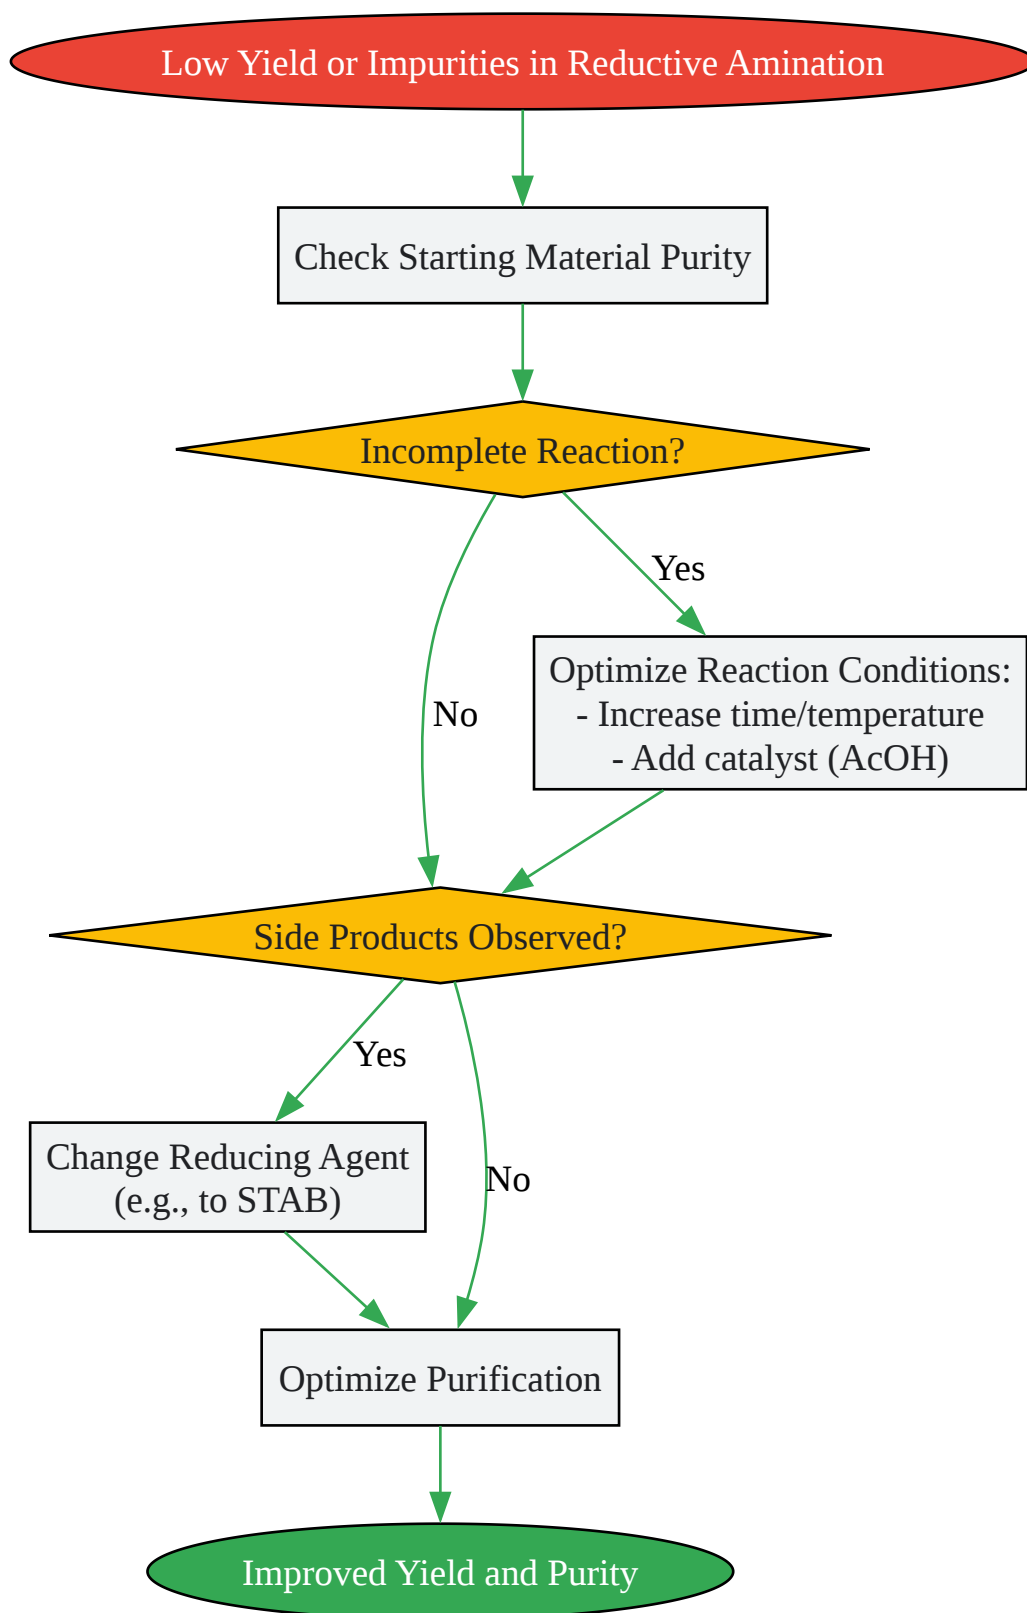 Low Yield or Impurities in Reductive Amination
Check Starting Material Purity
Incomplete Reaction?
Yes
Optimize Reaction Conditions:
- Increase time/temperature
- Add catalyst (AcOH)
No
Side Products Observed?
Yes
Change Reducing Agent
(e.g., to STAB)
No
Optimize Purification
Improved Yield and Purity